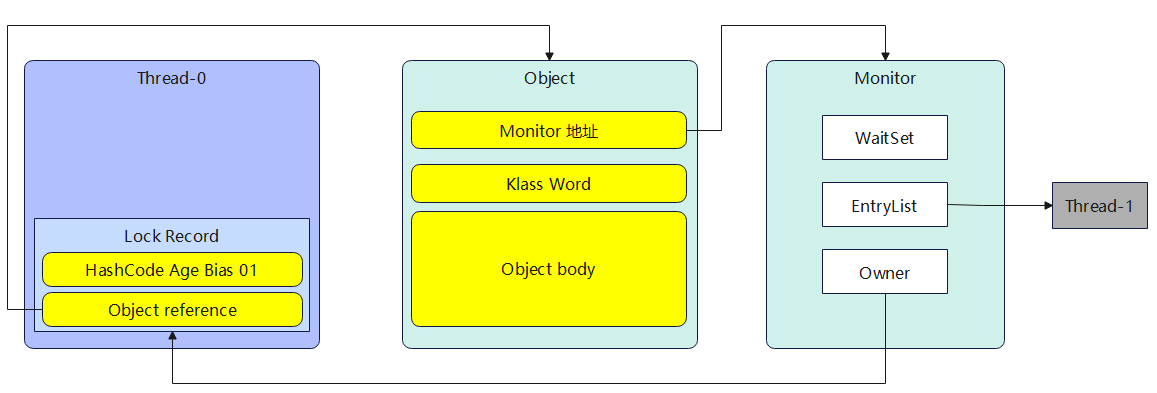 Thread-0
Lock Record
HashCode Age Bias 01
Object reference
Object
Monitor 地址
Klass Word
Object body
Monitor
WaitSet
EntryList
Owner
Thread-1